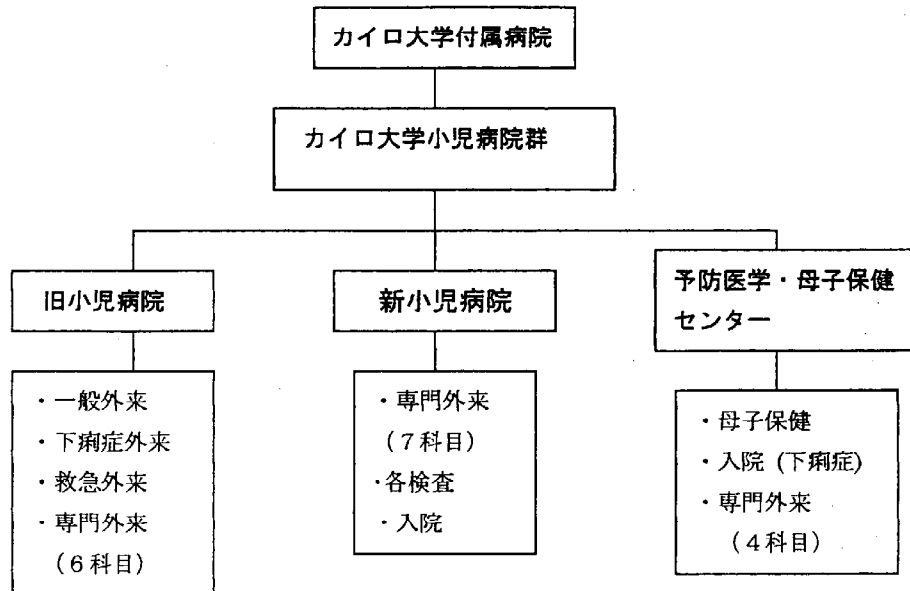 カイロ大学付属病院
カイロ大学小児病院群
旧小児病院
新小児病院
予防医学・母子保健
センター
・一般外来
・下痢症外来
・救急外来
・専門外来
（６科目）
・専門外来
（７科目）
・各検査
・入院
・母子保健
・入院（下痢症）
・専門外来
（４科目）